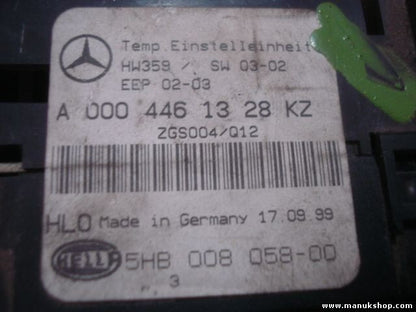 Temp. Einstelleinheit
HW359 / SW 03-02
EEP 02-03
A 000 446 13 28 KZ
ZGS004/Q12
HLO Made in Germany 17.09.99
HELLA 5HB 008 058-00
3
www.manukshop.com